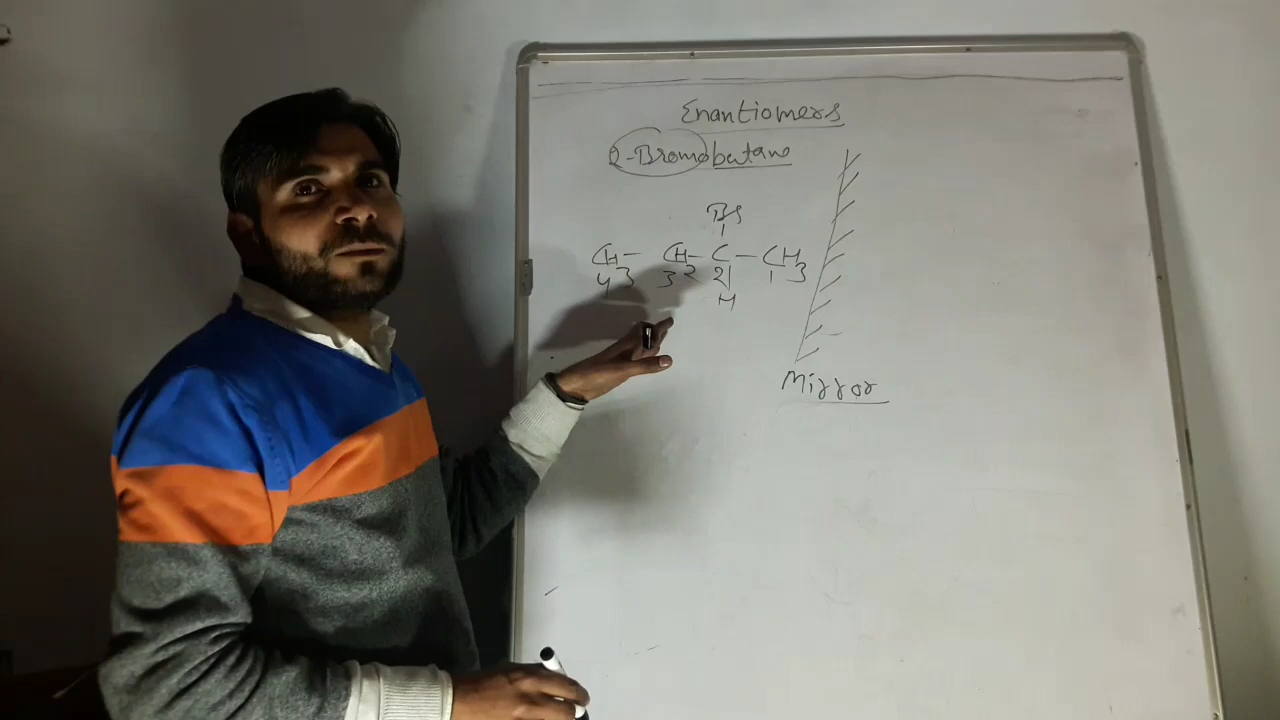 Enantiomers
2-Bromobutane
Br
CH3 - CH2 - C - CH3
4 3 2 1
H
Mirror